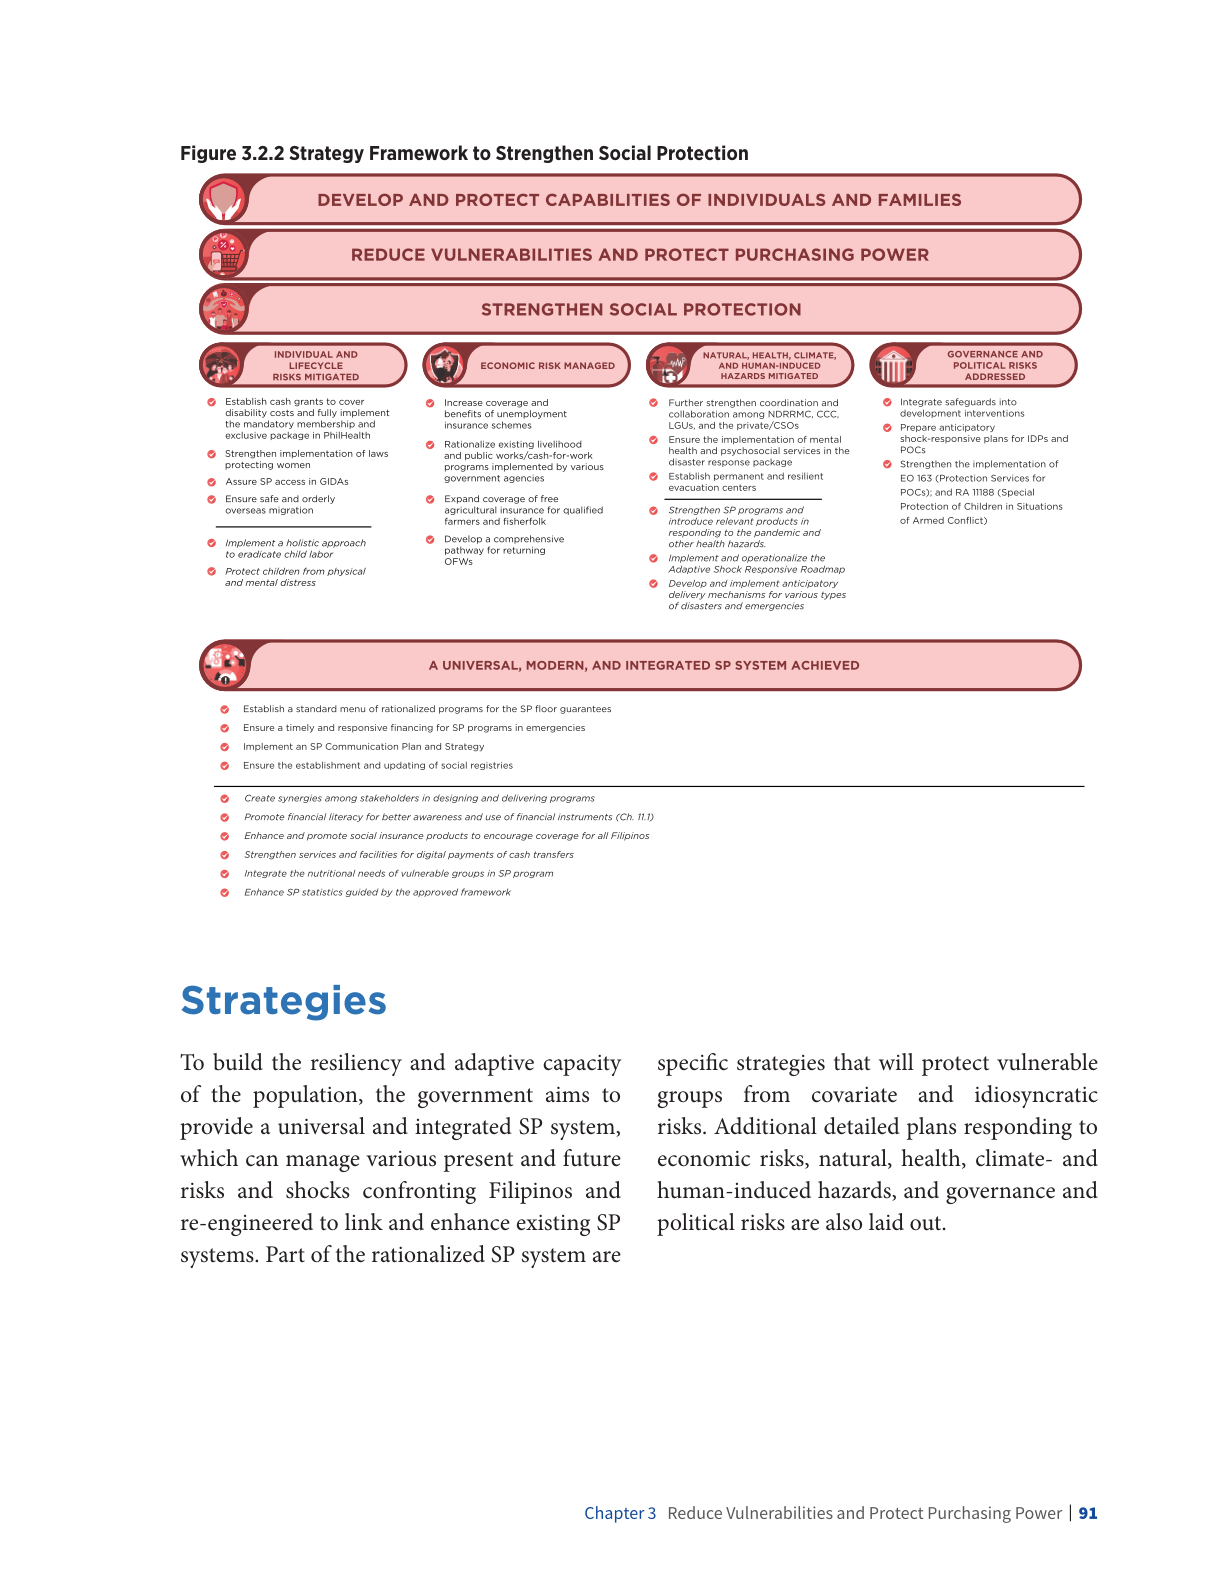 Figure 3.2.2 Strategy Framework to Strengthen Social Protection
DEVELOP AND PROTECT CAPABILITIES OF INDIVIDUALS AND FAMILIES
REDUCE VULNERABILITIES AND PROTECT PURCHASING POWER
STRENGTHEN SOCIAL PROTECTION
INDIVIDUAL AND
LIFECYCLE
RISKS MITIGATED
Establish cash grants to cover
disability costs and fully implement
the mandatory membership and
exclusive package in PhilHealth
Strengthen implementation of laws
protecting women
Assure SP access in GIDAs
Ensure safe and orderly
overseas migration
Implement a holistic approach
to eradicate child labor
Protect children from physical
and mental distress
ECONOMIC RISK MANAGED
Increase coverage and
benefits of unemployment
insurance schemes
Rationalize existing livelihood
and public works/cash-for-work
programs implemented by various
government agencies
Expand coverage of free
agricultural insurance for qualified
farmers and fisherfolk
Develop a comprehensive
pathway for returning
OFWs
NATURAL, HEALTH, CLIMATE,
AND HUMAN-INDUCED
HAZARDS MITIGATED
Further strengthen coordination and
collaboration among NDRRMC, CCC,
LGUs, and the private/CSOs
Ensure the implementation of mental
health and psychosocial services in the
disaster response package
Establish permanent and resilient
evacuation centers
Strengthen SP programs and
introduce relevant products in
responding to the pandemic and
other health hazards.
Implement and operationalize the
Adaptive Shock Responsive Roadmap
Develop and implement anticipatory
delivery mechanisms for various types
of disasters and emergencies
GOVERNANCE AND
POLITICAL RISKS
ADDRESSED
Integrate safeguards into
development interventions
Prepare anticipatory
shock-responsive plans for IDPs and
POCs
Strengthen the implementation of
EO 163 (Protection Services for
POCs); and RA 11188 (Special
Protection of Children in Situations
of Armed Conflict)
A UNIVERSAL, MODERN, AND INTEGRATED SP SYSTEM ACHIEVED
Establish a standard menu of rationalized programs for the SP floor guarantees
Ensure a timely and responsive financing for SP programs in emergencies
Implement an SP Communication Plan and Strategy
Ensure the establishment and updating of social registries
Create synergies among stakeholders in designing and delivering programs
Promote financial literacy for better awareness and use of financial instruments (Ch. 11.1)
Enhance and promote social insurance products to encourage coverage for all Filipinos
Strengthen services and facilities for digital payments of cash transfers
Integrate the nutritional needs of vulnerable groups in SP program
Enhance SP statistics guided by the approved framework
Strategies
To build the resiliency and adaptive capacity
of the population, the government aims to
provide a universal and integrated SP system,
which can manage various present and future
risks and shocks confronting Filipinos and
re-engineered to link and enhance existing SP
systems. Part of the rationalized SP system are
specific strategies that will protect vulnerable
groups from covariate and idiosyncratic
risks. Additional detailed plans responding to
economic risks, natural, health, climate- and
human-induced hazards, and governance and
political risks are also laid out.
Chapter 3 Reduce Vulnerabilities and Protect Purchasing Power | 91